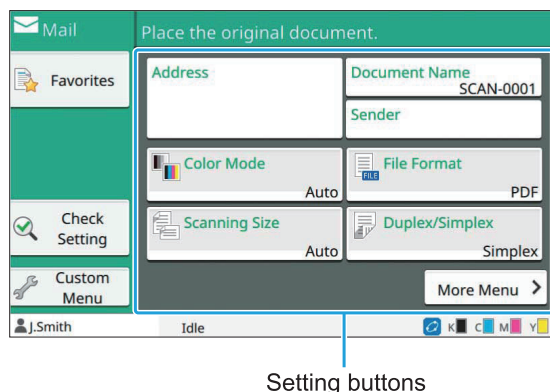 Mail
Place the original document.
Favorites
Address
Document Name
SCAN-0001
Sender
Color Mode
Auto
File Format
FILE
PDF
Check
Setting
Scanning Size
Auto
Duplex/Simplex
Simplex
Custom
Menu
More Menu >
J.Smith
Idle
K C M Y
Setting buttons